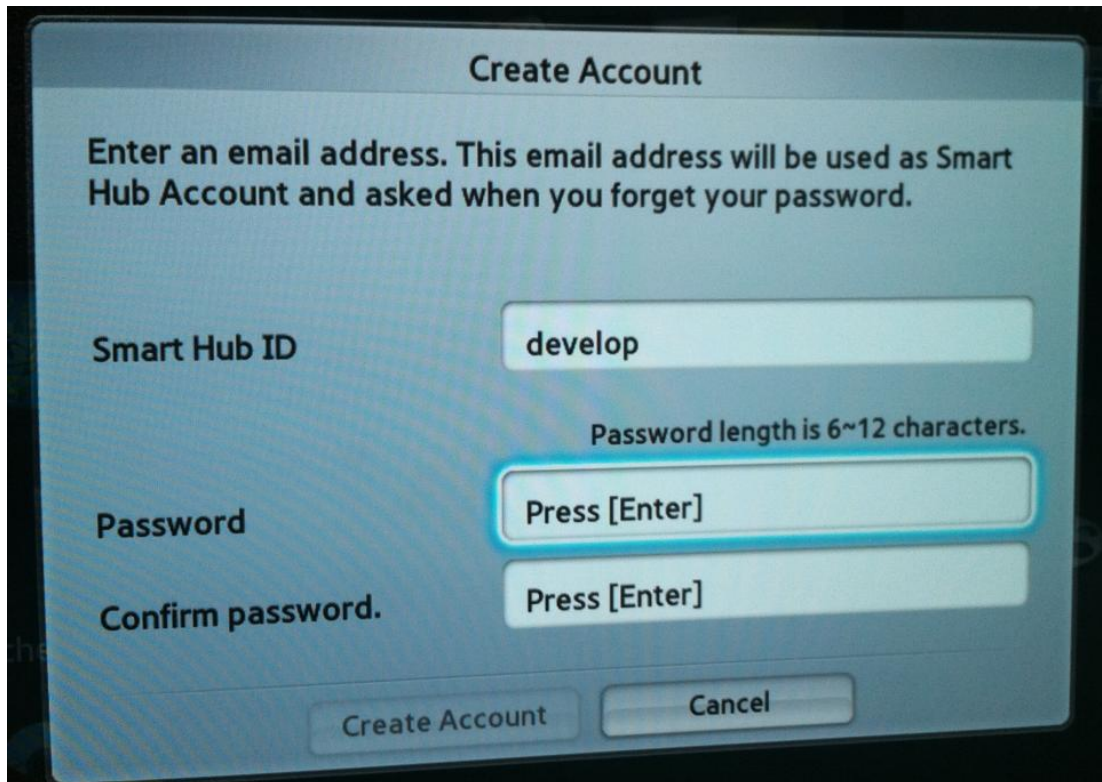 Create Account
Enter an email address. This email address will be used as Smart
Hub Account and asked when you forget your password.
Smart Hub ID
develop
Password length is 6~12 characters.
Password
Press [Enter]
Confirm password.
Press [Enter]
Create Account
Cancel